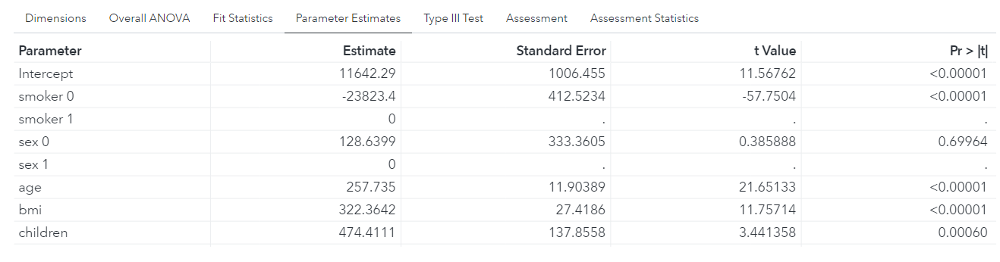 Dimensions Overall ANOVA Fit Statistics Parameter Estimates Type III Test Assessment Assessment Statistics
Parameter Estimate Standard Error t Value Pr > |t|
Intercept 11642.29 1006.455 11.56762 <0.00001
smoker 0 -23823.4 412.5234 -57.7504 <0.00001
smoker 1 0 . . .
sex 0 128.6399 333.3605 0.385888 0.69964
sex 1 0 . . .
age 257.735 11.90389 21.65133 <0.00001
bmi 322.3642 27.4186 11.75714 <0.00001
children 474.4111 137.8558 3.441358 0.00060